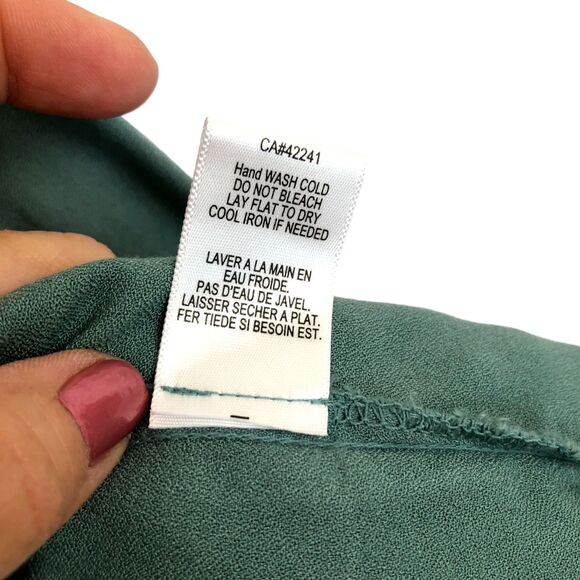 CA#42241
Hand WASH COLD
DO NOT BLEACH
LAY FLAT TO DRY
COOL IRON IF NEEDED
LAVER A LA MAIN EN
EAU FROIDE.
PAS D'EAU DE JAVEL.
LAISSER SECHER A PLAT.
FER TIEDE SI BESOIN EST.